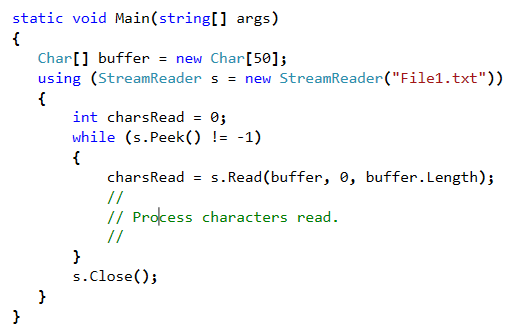 static void Main(string[] args)
{
Char[] buffer = new Char[50];
using (StreamReader s = new StreamReader("File1.txt"))
{
int charsRead = 0;
while (s.Peek() != -1)
{
charsRead = s.Read(buffer, 0, buffer.Length);
//
// Process characters read.
//
}
s.Close();
}
}